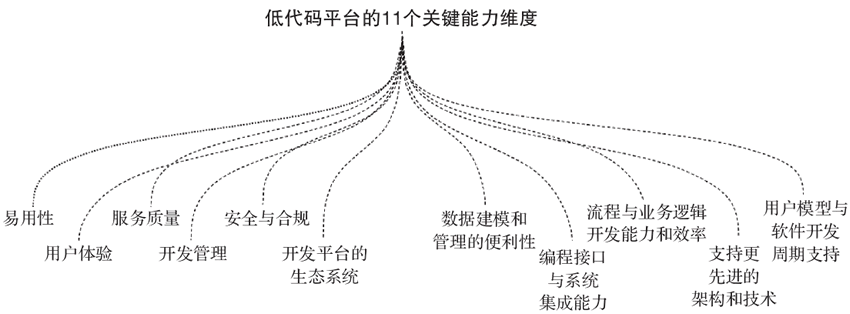 低代码平台的11个关键能力维度
易用性
用户体验
服务质量
开发管理
安全与合规
开发平台的
生态系统
数据建模和
管理的便利性
编程接口
与系统
集成能力
流程与业务逻辑
开发能力和效率
支持更
先进的
架构和技术
用户模型与
软件开发
周期支持